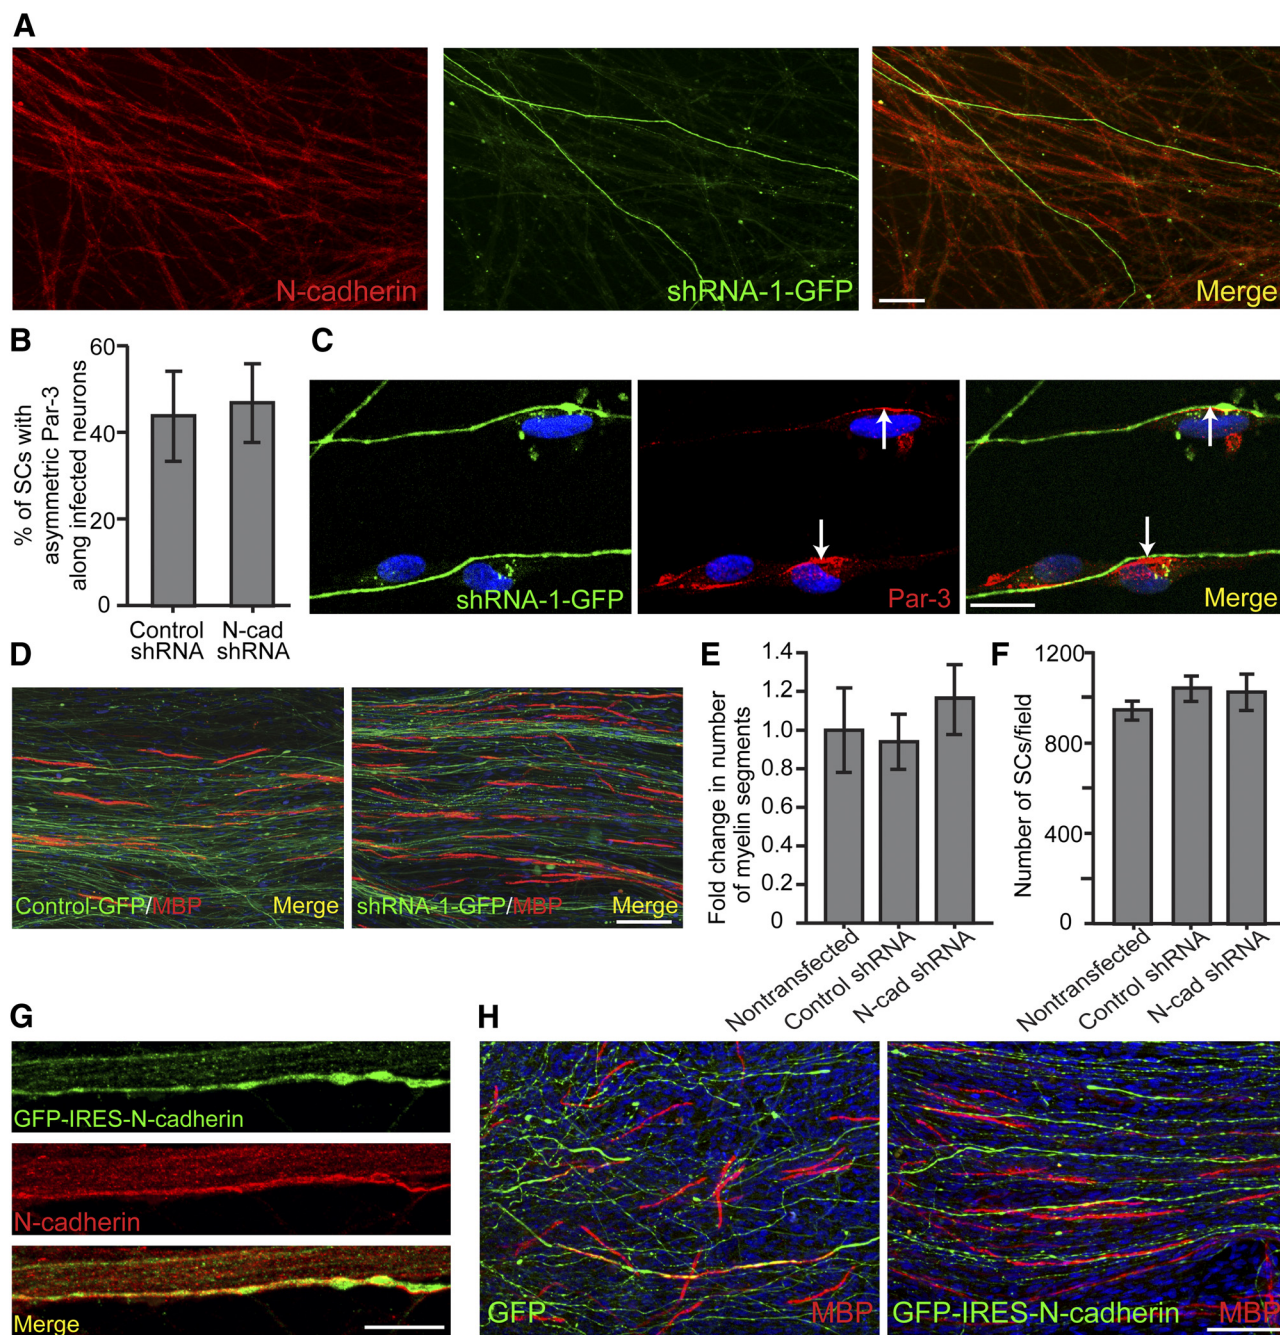 A
N-cadherin
shRNA-1-GFP
Merge
B
% of SCs with
asymmetric Par-3
along infected neurons
60
40
20
0
Control
shRNA
N-cad
shRNA
C
shRNA-1-GFP
Par-3
Merge
D
Control-GFP/MBP
Merge
shRNA-1-GFP/MBP
Merge
E
Fold change in number
of myelin segments
1.4
1.2
1.0
0.8
0.6
0.4
0.2
0
Nontransfected
Control shRNA
N-cad shRNA
F
Number of SCs/field
1200
800
400
0
Nontransfected
Control shRNA
N-cad shRNA
G
GFP-IRES-N-cadherin
N-cadherin
Merge
H
GFP
MBP
GFP-IRES-N-cadherin
MBP